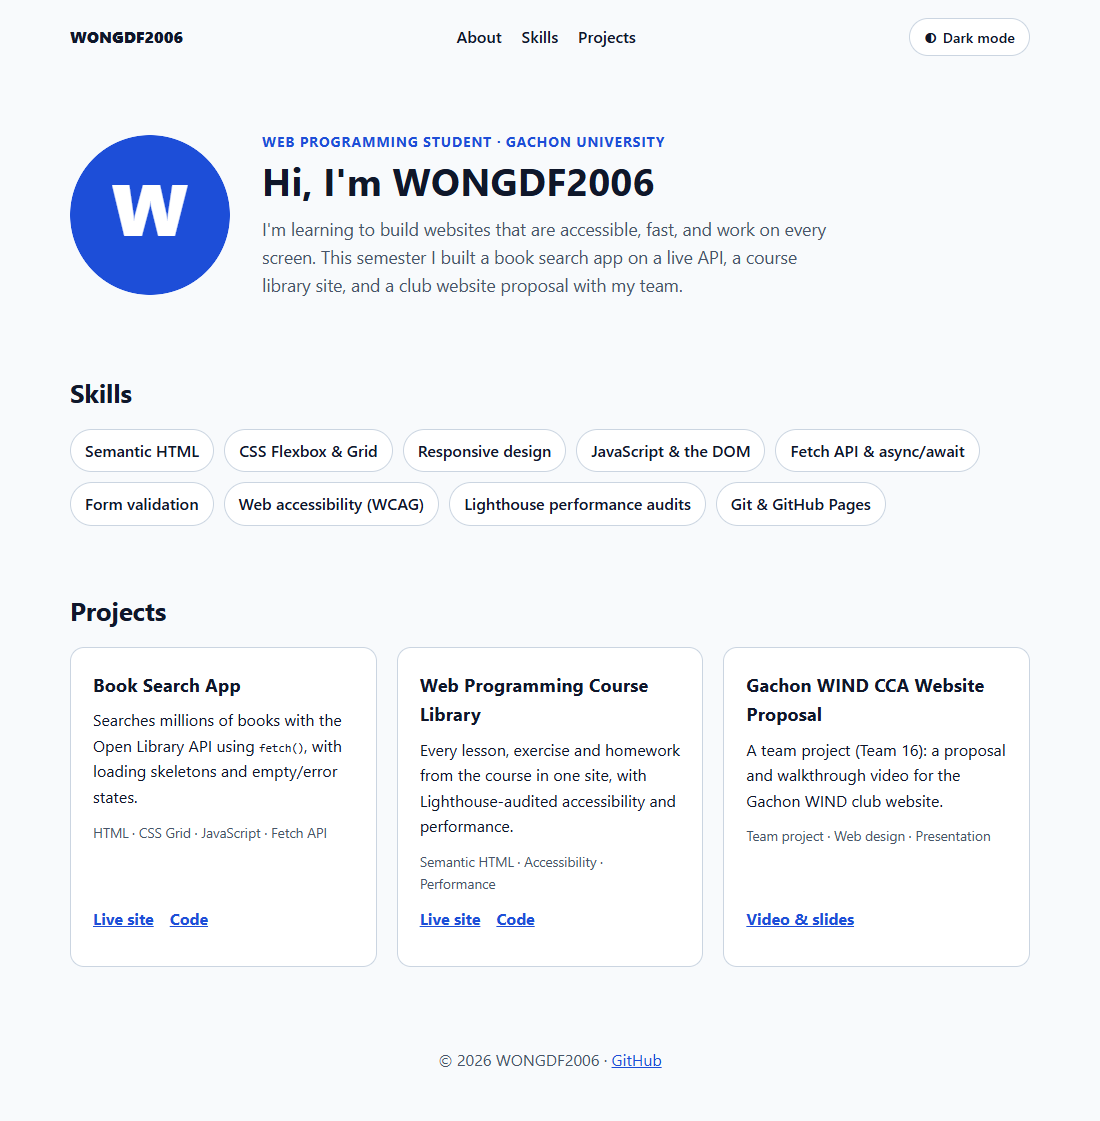 WONGDF2006
About Skills Projects
◐ Dark mode
W
WEB PROGRAMMING STUDENT · GACHON UNIVERSITY
Hi, I'm WONGDF2006
I'm learning to build websites that are accessible, fast, and work on every
screen. This semester I built a book search app on a live API, a course
library site, and a club website proposal with my team.
Skills
Semantic HTML
CSS Flexbox & Grid
Responsive design
JavaScript & the DOM
Fetch API & async/await
Form validation
Web accessibility (WCAG)
Lighthouse performance audits
Git & GitHub Pages
Projects
Book Search App
Searches millions of books with the
Open Library API using fetch(), with
loading skeletons and empty/error
states.
HTML · CSS Grid · JavaScript · Fetch API
Live site Code
Web Programming Course
Library
Every lesson, exercise and homework
from the course in one site, with
Lighthouse-audited accessibility and
performance.
Semantic HTML · Accessibility ·
Performance
Live site Code
Gachon WIND CCA Website
Proposal
A team project (Team 16): a proposal
and walkthrough video for the
Gachon WIND club website.
Team project · Web design · Presentation
Video & slides
© 2026 WONGDF2006 · GitHub